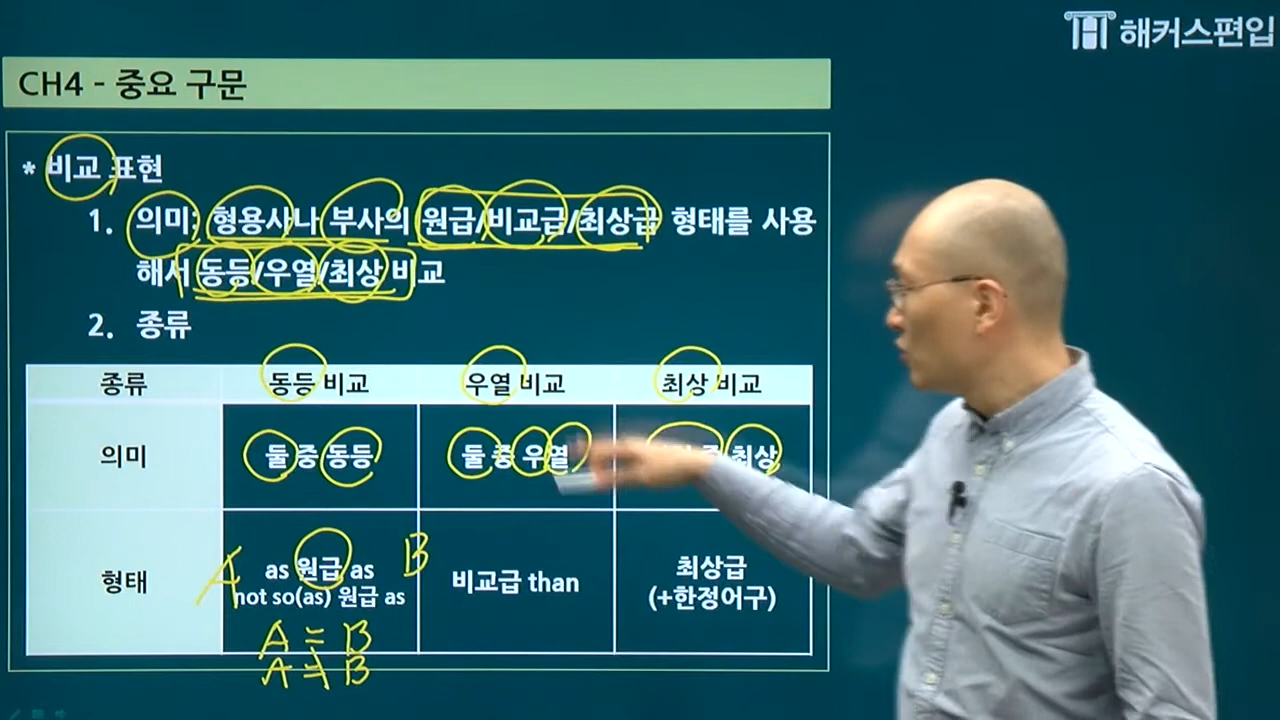 해커스편입
CH4 - 중요 구문
* 비교 표현
1. 의미: 형용사나 부사의 원급/비교급/최상급 형태를 사용
해서 동등/우열/최상 비교
2. 종류
종류 동등 비교 우열 비교 최상 비교
의미 둘 중 동등 둘 중 우열 중 최상
형태 as 원급 as 비교급 than 최상급
not so(as) 원급 as (+한정어구)
A B
A = B
A ≠ B